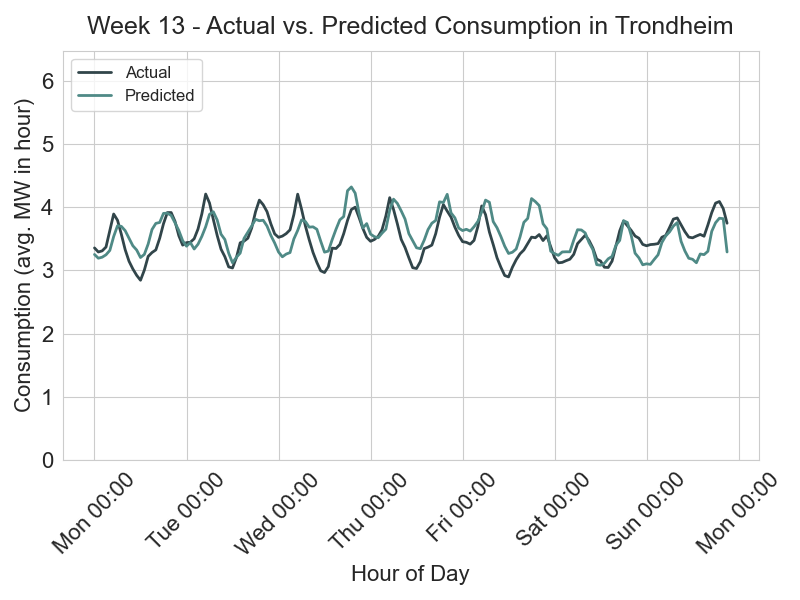 Week 13 - Actual vs. Predicted Consumption in Trondheim
Actual
Predicted
Consumption (avg. MW in hour)
6
5
4
3
2
1
0
Mon 00:00
Tue 00:00
Wed 00:00
Thu 00:00
Fri 00:00
Sat 00:00
Sun 00:00
Mon 00:00
Hour of Day